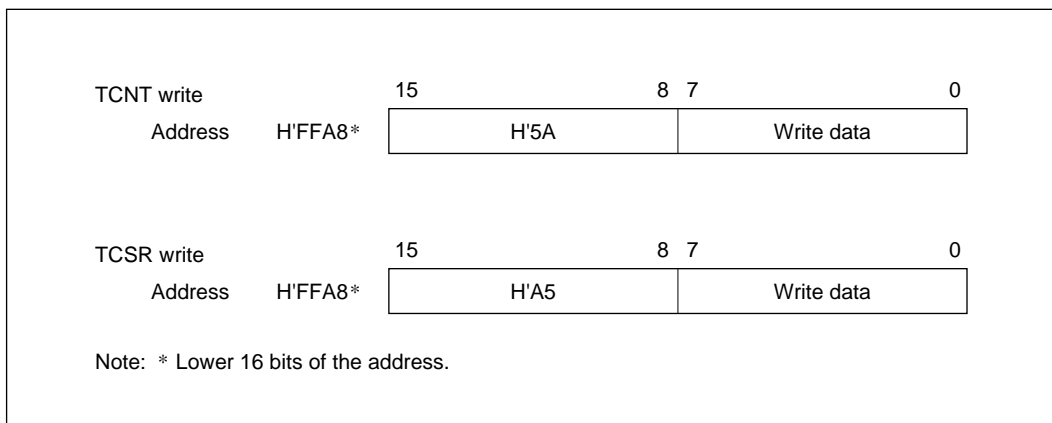 TCNT write 15 8 7 0
Address H'FFA8* H'5A Write data
TCSR write 15 8 7 0
Address H'FFA8* H'A5 Write data
Note: * Lower 16 bits of the address.